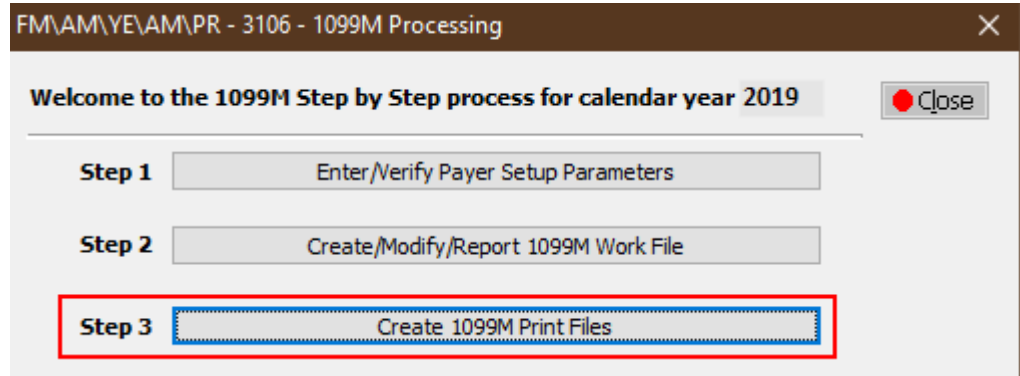 FM\AM\YE\AM\PR - 3106 - 1099M Processing
Welcome to the 1099M Step by Step process for calendar year 2019
Close
Step 1 Enter/Verify Payer Setup Parameters
Step 2 Create/Modify/Report 1099M Work File
Step 3 Create 1099M Print Files